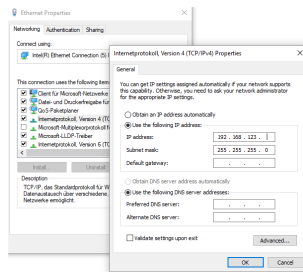 Ethernet Properties
Networking Authentication Sharing
Connect using:
Intel(R) Ethernet Connection (5) I
This connection uses the following items
Client für Microsoft-Netzwerke
Datei- und Druckerfreigabe für
QoS-Paketplaner
Internetprotokoll, Version 4 (TC
Microsoft-Multiplexorprotokoll f
Microsoft-LLDP-Treiber
Internetprotokoll, Version 6 (TC
Install...
Uninstall
Description
TCP/IP, das Standardprotokoll für W
Datenaustausch über verschiedene,
Netzwerke ermöglicht.
Internetprotokoll, Version 4 (TCP/IPv4) Properties
General
You can get IP settings assigned automatically if your network supports
this capability. Otherwise, you need to ask your network administrator
for the appropriate IP settings.
Obtain an IP address automatically
Use the following IP address:
IP address: 192 . 168 . 123 .
Subnet mask: 255 . 255 . 255 . 0
Default gateway: . . .
Obtain DNS server address automatically
Use the following DNS server addresses:
Preferred DNS server: . . .
Alternate DNS server: . . .
Validate settings upon exit
Advanced...
OK Cancel